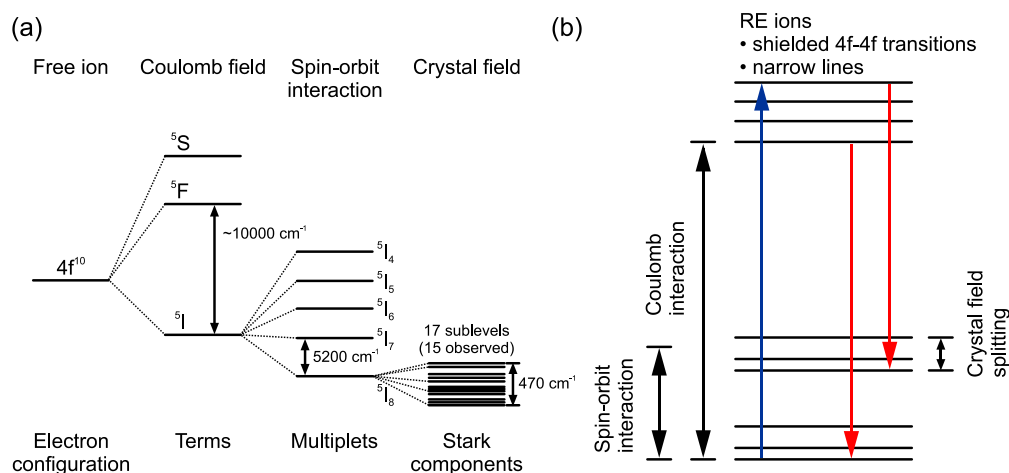 (a)
Free ion
Coulomb field
Spin-orbit
interaction
Crystal field
⁵S
⁵F
~10000 cm⁻¹
4f¹⁰
⁵I
⁵I₄
⁵I₅
⁵I₆
⁵I₇
5200 cm⁻¹
⁵I₈
17 sublevels
(15 observed)
470 cm⁻¹
Electron
configuration
Terms
Multiplets
Stark
components
(b)
RE ions
• shielded 4f-4f transitions
• narrow lines
Coulomb
interaction
Spin-orbit
interaction
Crystal field
splitting